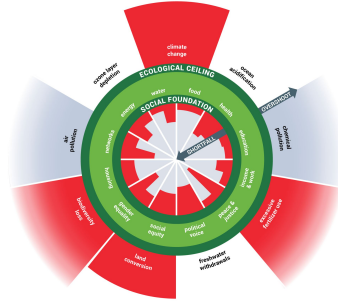 climate
change
ozone layer
depletion
ECOLOGICAL CEILING
ocean
acidification
water
food
energy
health
SOCIAL FOUNDATION
OVERSHOOT
air
pollution
networks
SHORTFALL
education
chemical
pollution
housing
income
& work
biodiversity
loss
gender
equality
social
equity
political
voice
peace &
justice
excessive
fertilizer use
land
conversion
freshwater
withdrawals